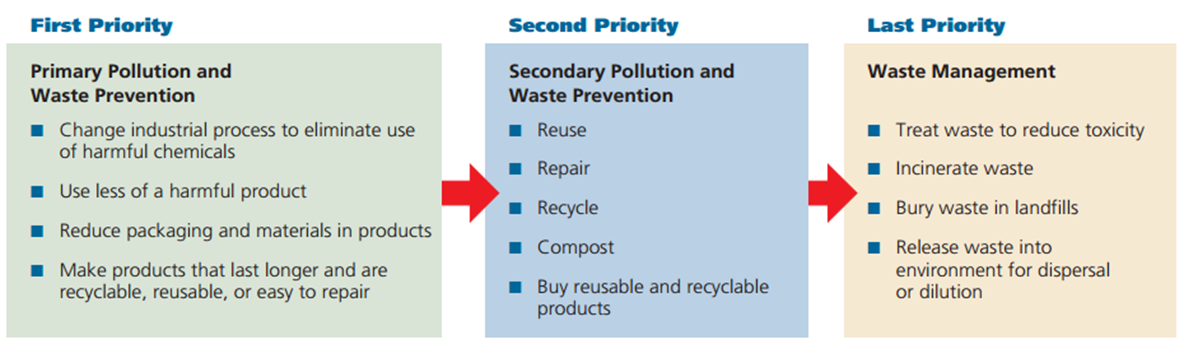 First Priority
Primary Pollution and
Waste Prevention
Change industrial process to eliminate use
of harmful chemicals
Use less of a harmful product
Reduce packaging and materials in products
Make products that last longer and are
recyclable, reusable, or easy to repair
Second Priority
Secondary Pollution and
Waste Prevention
Reuse
Repair
Recycle
Compost
Buy reusable and recyclable
products
Last Priority
Waste Management
Treat waste to reduce toxicity
Incinerate waste
Bury waste in landfills
Release waste into
environment for dispersal
or dilution